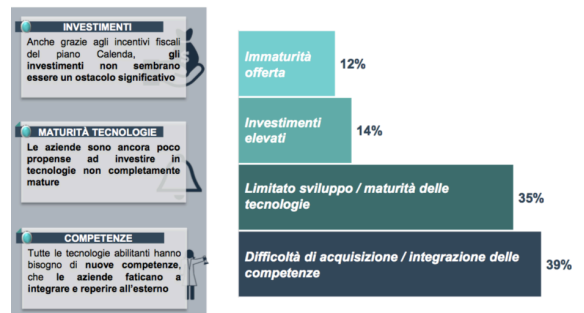 INVESTIMENTI
Anche grazie agli incentivi fiscali
del piano Calenda, gli
investimenti non sembrano
essere un ostacolo significativo
MATURITÀ TECNOLOGIE
Le aziende sono ancora poco
propense ad investire in
tecnologie non completamente
mature
COMPETENZE
Tutte le tecnologie abilitanti hanno
bisogno di nuove competenze,
che le aziende faticano a
integrare e reperire all'esterno
Immaturità
offerta
12%
Investimenti
elevati
14%
Limitato sviluppo / maturità delle
tecnologie
35%
Difficoltà di acquisizione / integrazione delle
competenze
39%